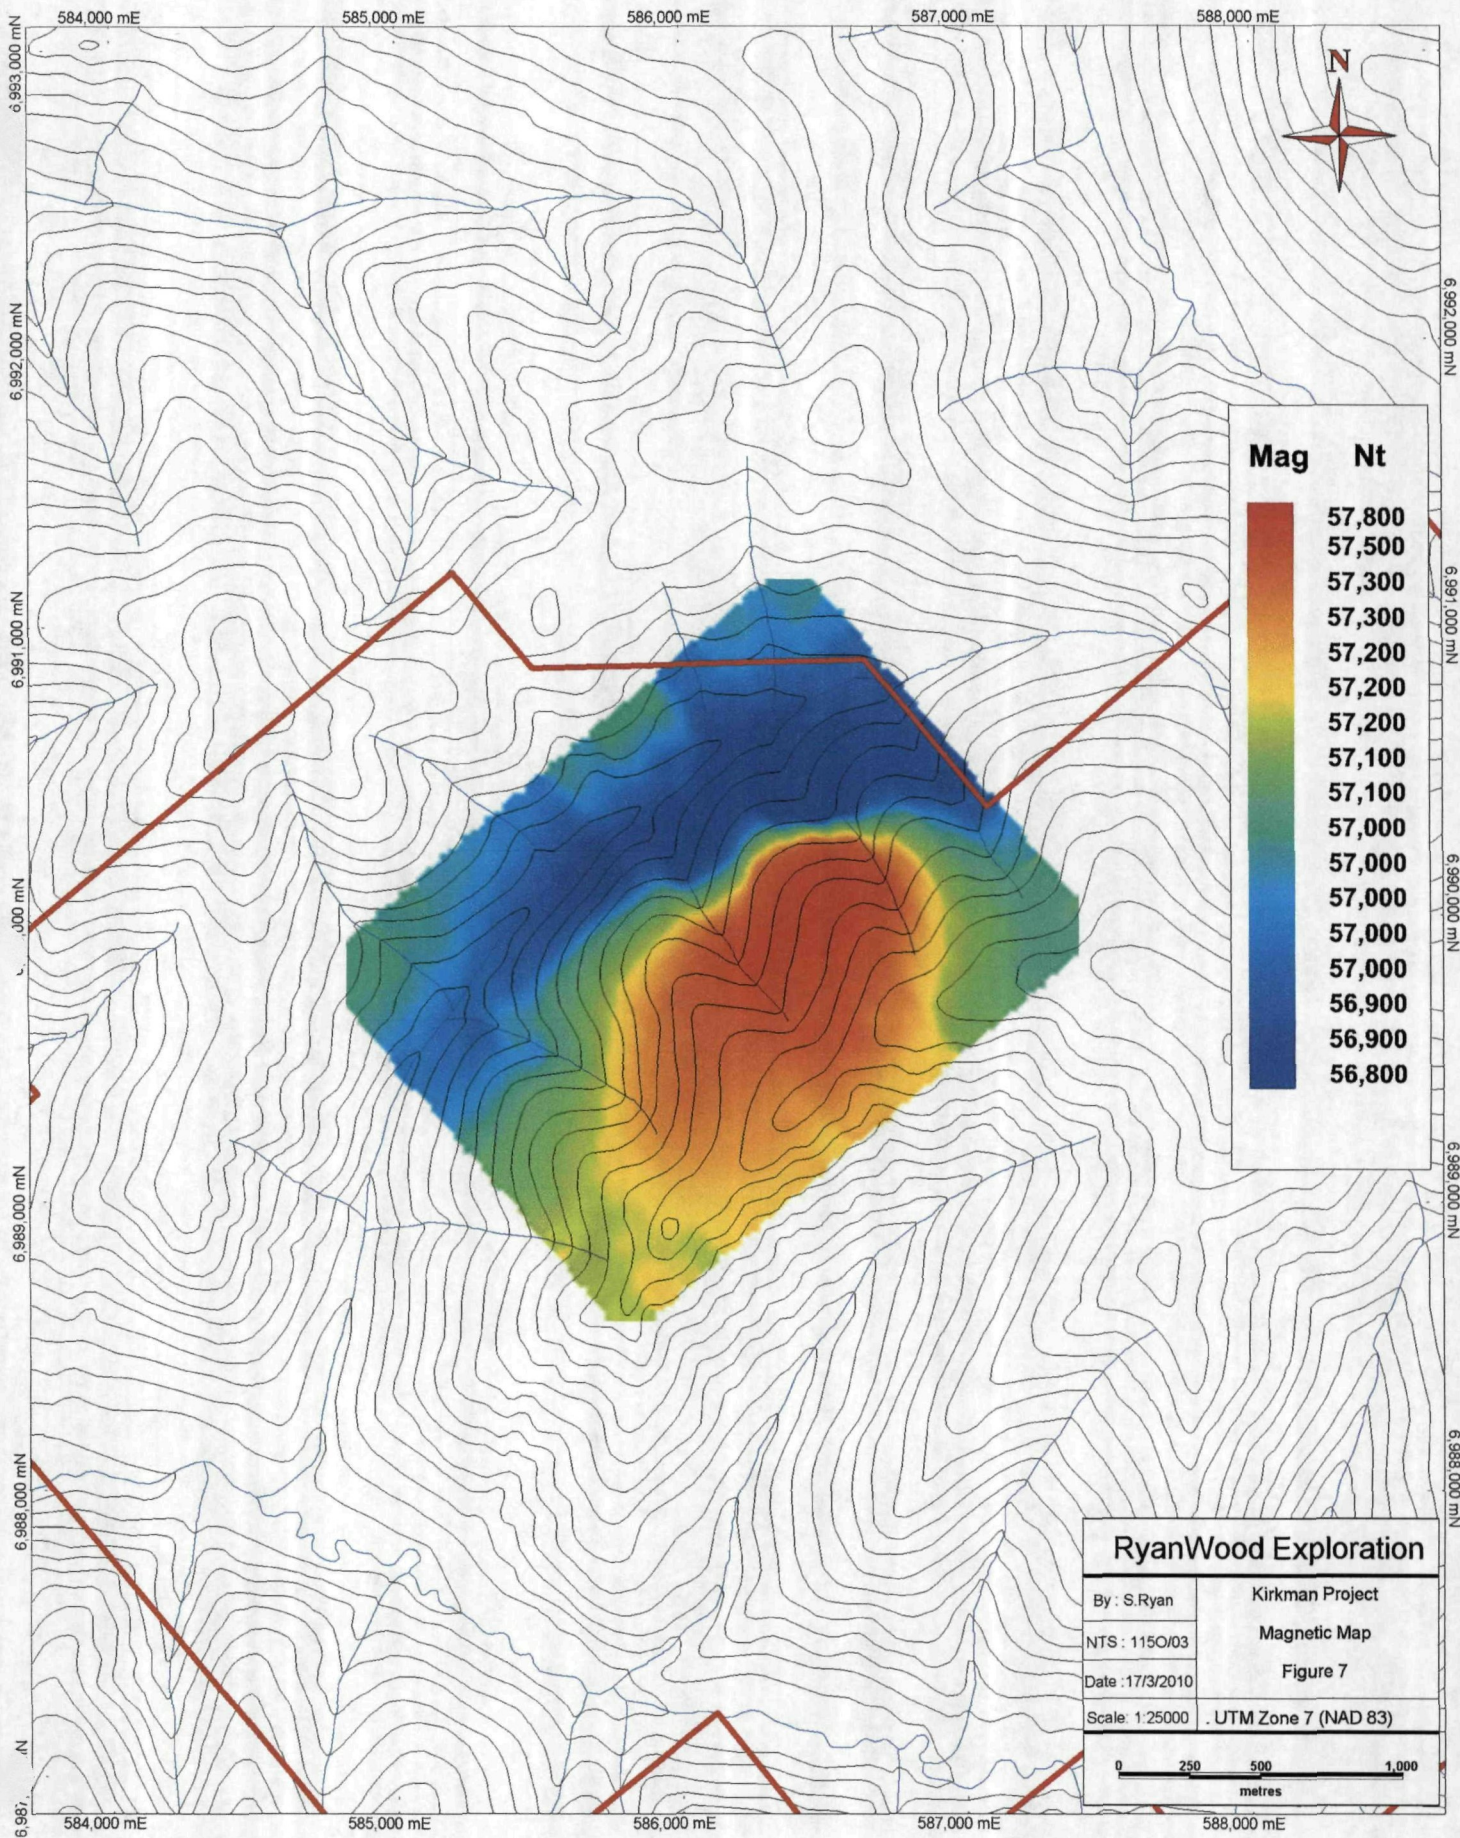 584,000 mE
585,000 mE
586,000 mE
587,000 mE
588,000 mE
6,993,000 mN
N
6,992,000 mN
6,992,000 mN
Mag Nt
57,800
57,500
57,300
57,300
57,200
57,200
57,200
57,100
57,100
57,000
57,000
57,000
57,000
57,000
56,900
56,900
56,800
6,991,000 mN
6,991,000 mN
,000 mN
6,990,000 mN
6,989,000 mN
6,989,000 mN
988,000 mN
6,988,000 mN
RyanWood Exploration
By : S.Ryan
Kirkman Project
NTS : 115O/03
Magnetic Map
Date :17/3/2010
Figure 7
Scale: 1:25000
. UTM Zone 7 (NAD 83)
0 250 500 1,000
metres
584,000 mE
585,000 mE
586,000 mE
587,000 mE
588,000 mE